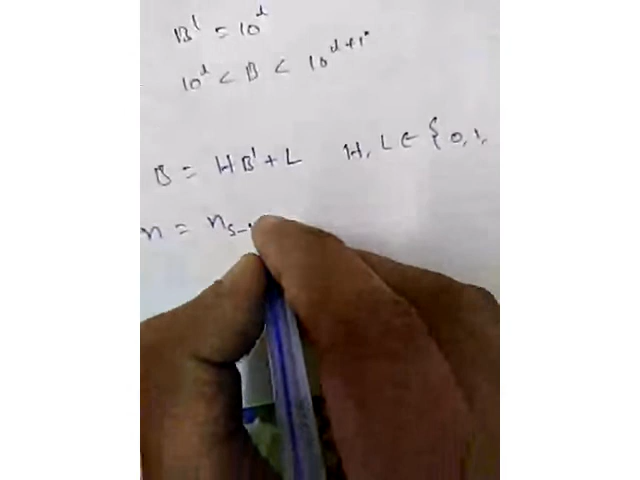 B' = 10^d
10^d < B < 10^{d+1}
B = HB' + L H, L ∈ { 0, 1,
n = n_{s-1}